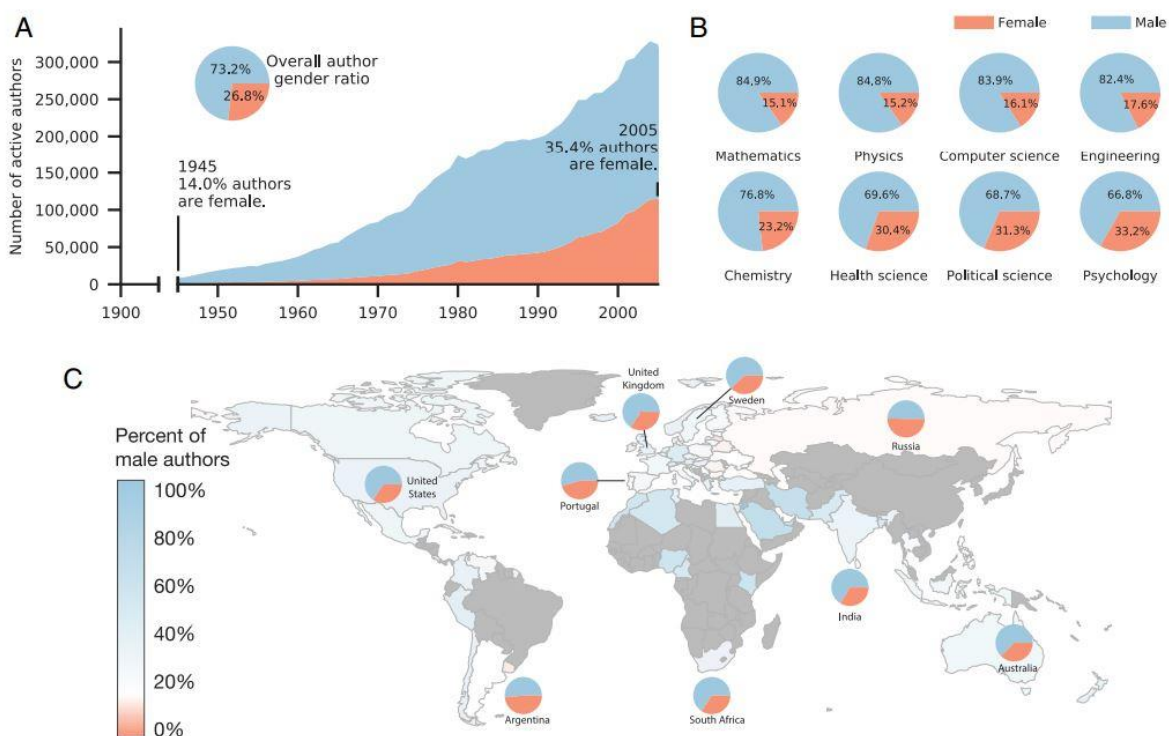 A
Number of active authors
300,000
250,000
200,000
150,000
100,000
50,000
0
1900
1950
1960
1970
1980
1990
2000
73.2%
26.8%
Overall author
gender ratio
1945
14.0% authors
are female.
2005
35.4% authors
are female.
B
Female
Male
84,9%
15,1%
Mathematics
84,8%
15,2%
Physics
83.9%
16.1%
Computer science
82.4%
17.6%
Engineering
76.8%
23,2%
Chemistry
69.6%
30,4%
Health science
68.7%
31.3%
Political science
66.8%
33,2%
Psychology
C
Percent of
male authors
100%
80%
60%
40%
20%
0%
United
Kingdom
Sweden
Russia
United
States
Portugal
India
Australia
Argentina
South Africa